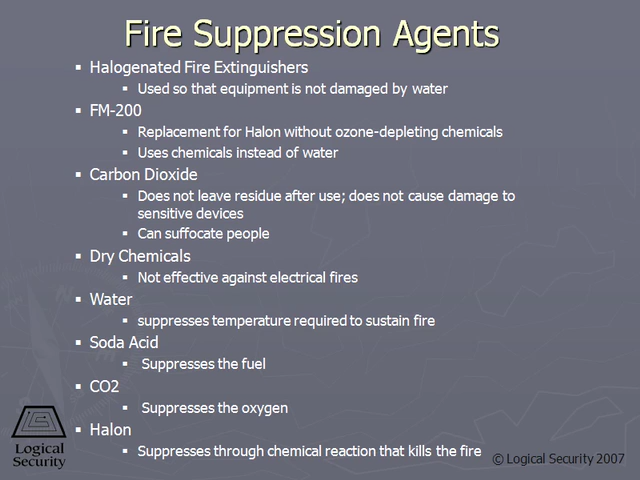 Fire Suppression Agents
▪ Halogenated Fire Extinguishers
▪ Used so that equipment is not damaged by water
▪ FM-200
▪ Replacement for Halon without ozone-depleting chemicals
▪ Uses chemicals instead of water
▪ Carbon Dioxide
▪ Does not leave residue after use; does not cause damage to
sensitive devices
▪ Can suffocate people
▪ Dry Chemicals
▪ Not effective against electrical fires
▪ Water
▪ suppresses temperature required to sustain fire
▪ Soda Acid
▪ Suppresses the fuel
▪ CO2
▪ Suppresses the oxygen
▪ Halon
▪ Suppresses through chemical reaction that kills the fire
Logical
Security
© Logical Security 2007